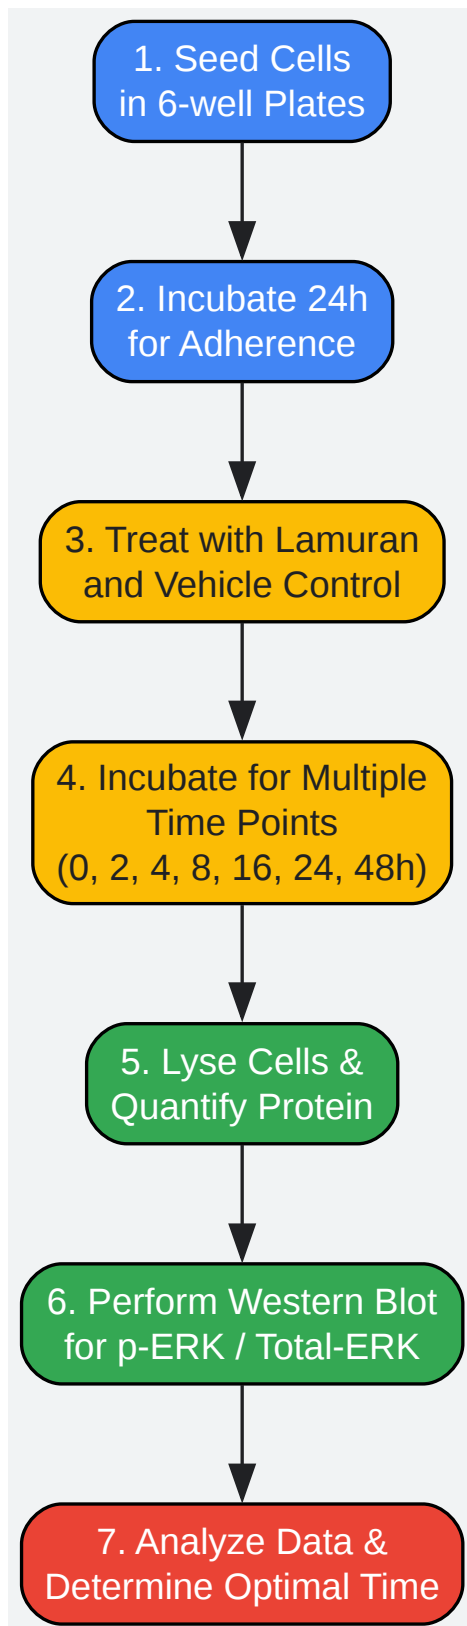 1. Seed Cells
in 6-well Plates
2. Incubate 24h
for Adherence
3. Treat with Lamuran
and Vehicle Control
4. Incubate for Multiple
Time Points
(0, 2, 4, 8, 16, 24, 48h)
5. Lyse Cells &
Quantify Protein
6. Perform Western Blot
for p-ERK / Total-ERK
7. Analyze Data &
Determine Optimal Time